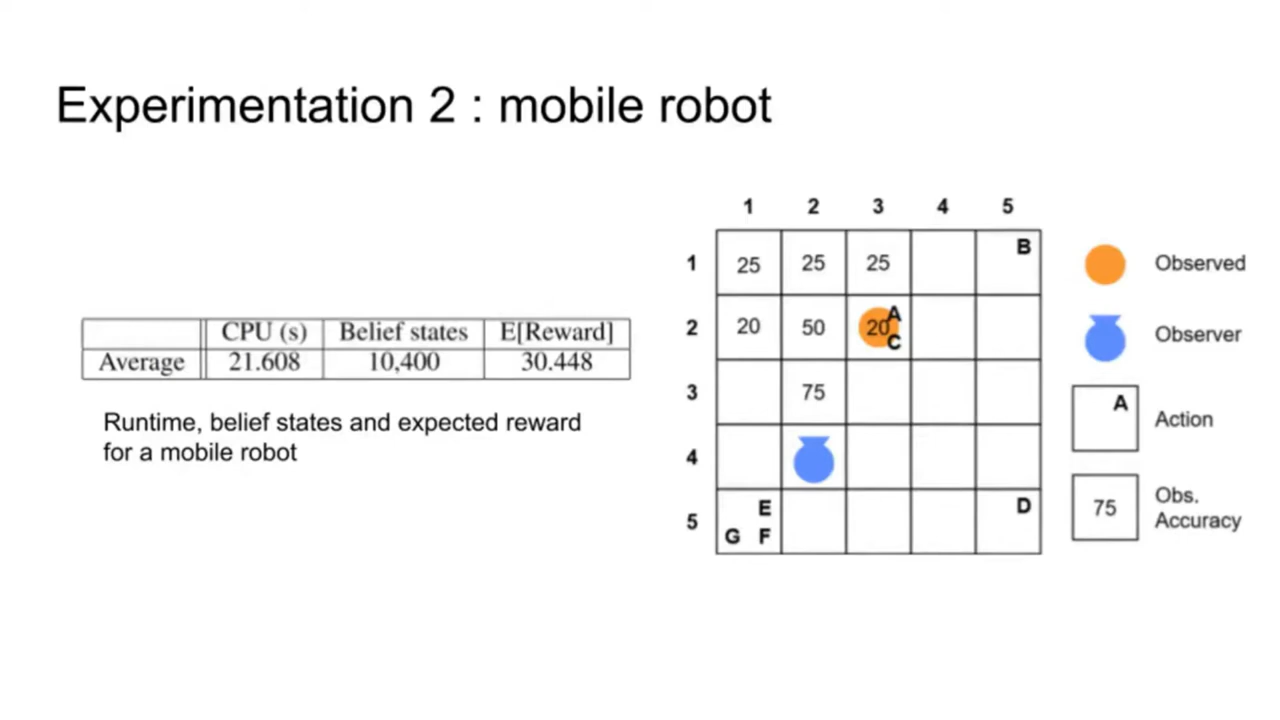 Experimentation 2 : mobile robot
CPU (s) Belief states E[Reward]
Average 21.608 10,400 30.448
Runtime, belief states and expected reward
for a mobile robot
1 2 3 4 5
1 25 25 25 B
2 20 50 20 A C
3 75
4
5 E G F D
Observed
Observer
A Action
75 Obs.
Accuracy